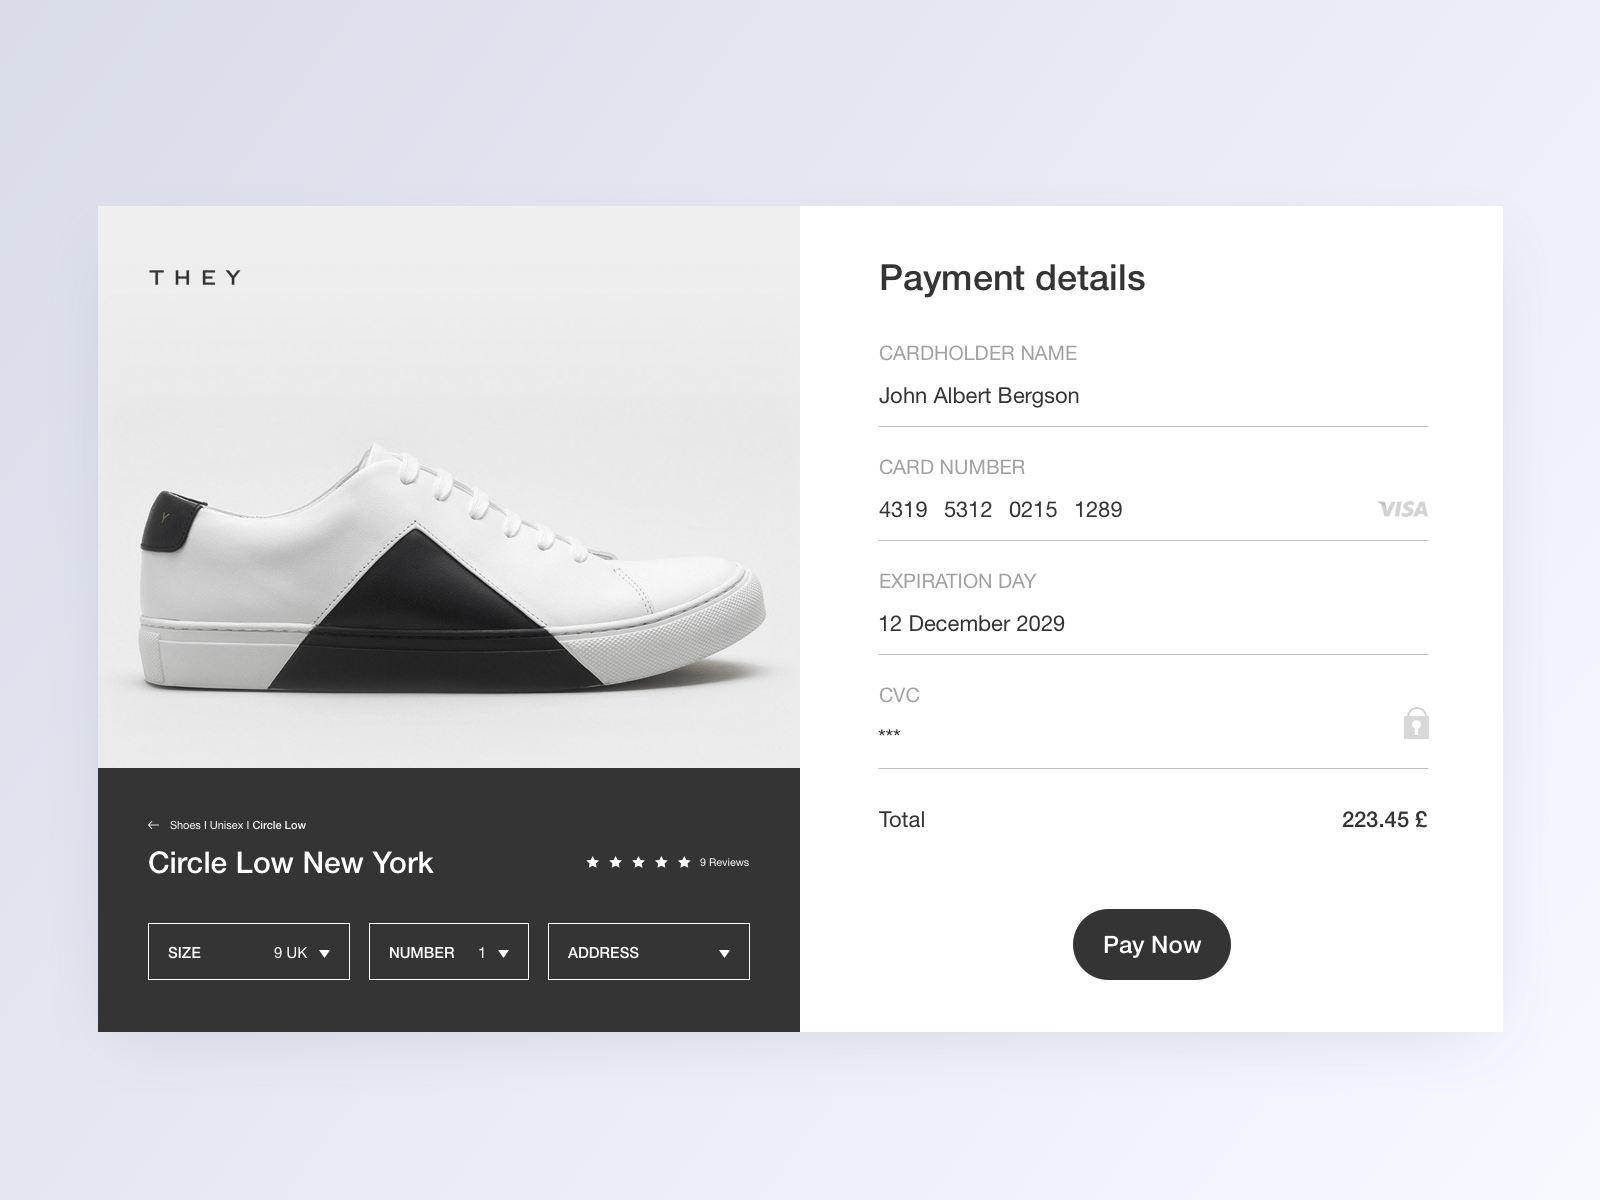 THEY
Y
Shoes I Unisex I Circle Low
Circle Low New York
9 Reviews
SIZE 9 UK
NUMBER 1
ADDRESS
Payment details
CARDHOLDER NAME
John Albert Bergson
CARD NUMBER
4319 5312 0215 1289
VISA
EXPIRATION DAY
12 December 2029
CVC
***
Total 223.45 £
Pay Now